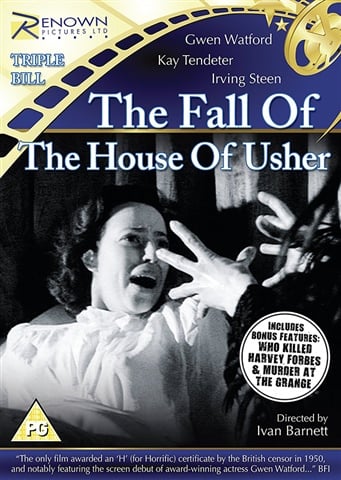 RENOWN
PICTURES LTD
TRIPLE
BILL
Gwen Watford
Kay Tendeter
Irving Steen
The Fall Of
The House Of Usher
INCLUDES
BONUS FEATURES:
WHO KILLED
HARVEY FORBES
& MURDER AT
THE GRANGE
Directed by
Ivan Barnett
PG
"The only film awarded an 'H' (for Horrific) certificate by the British censor in 1950,
and notably featuring the screen debut of award-winning actress Gwen Watford..." BFI